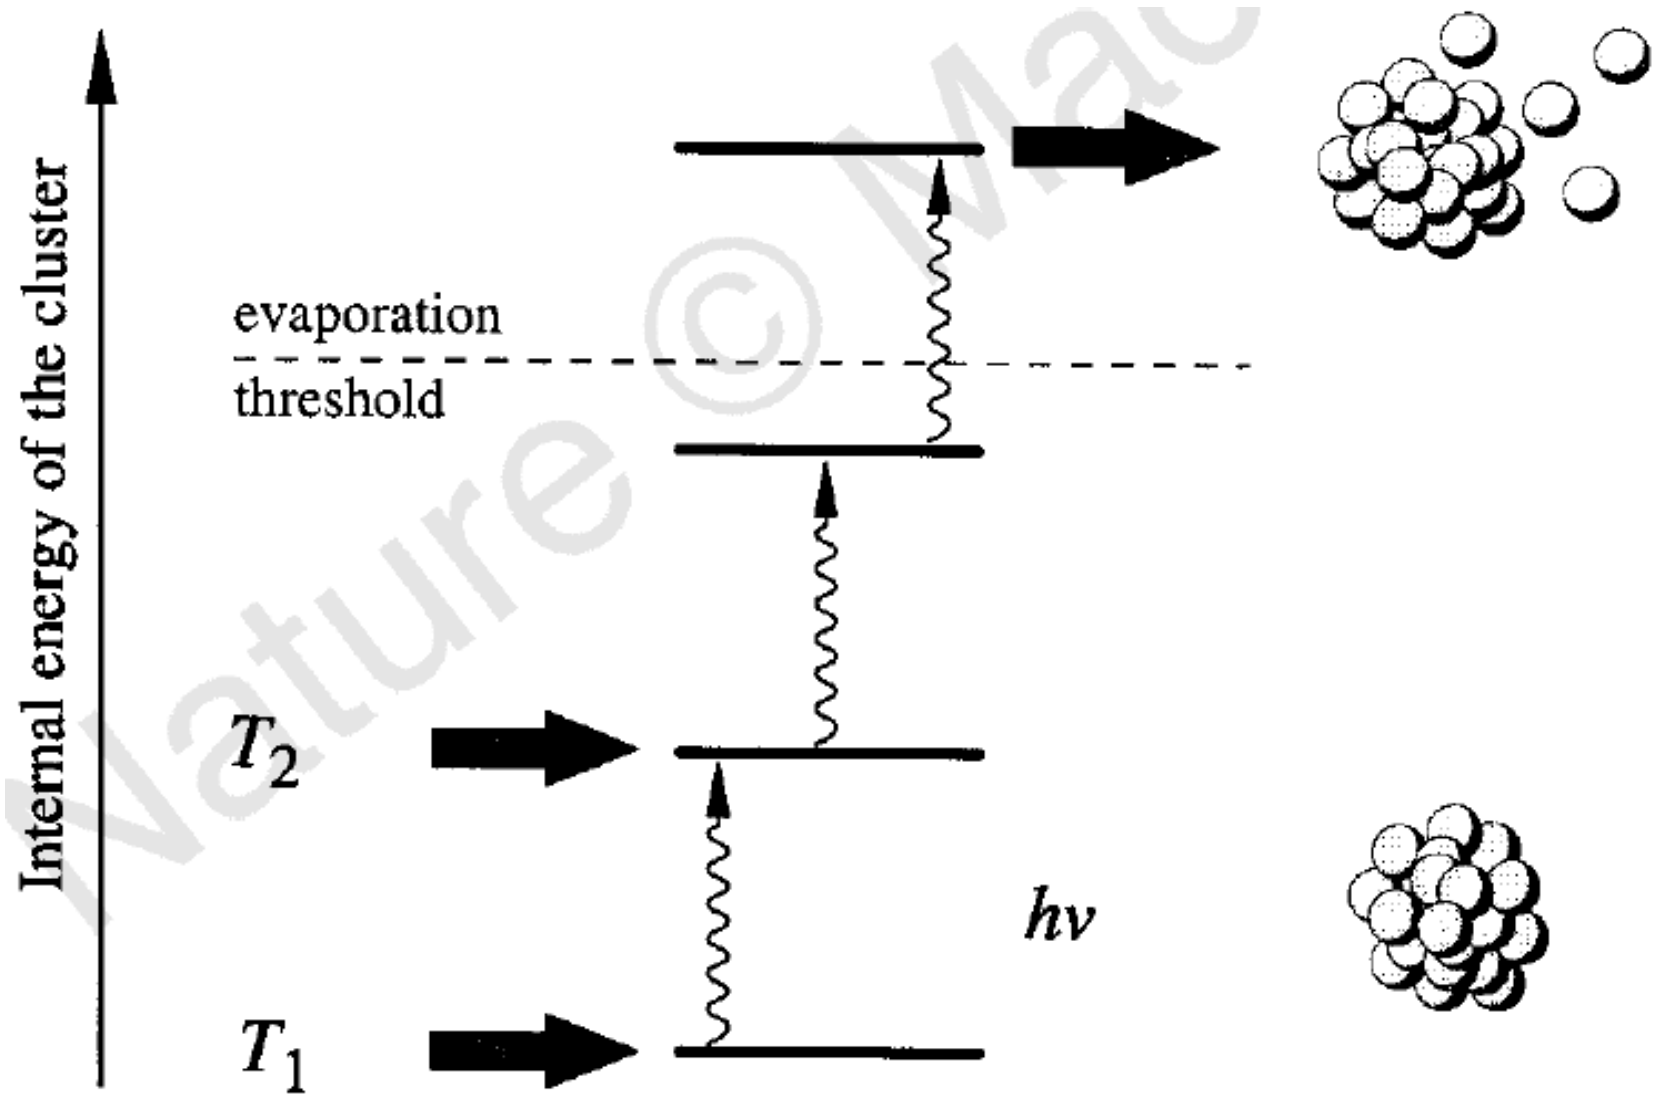 Internal energy of the cluster
Nature © Mac
evaporation
threshold
T₂
hν
T₁